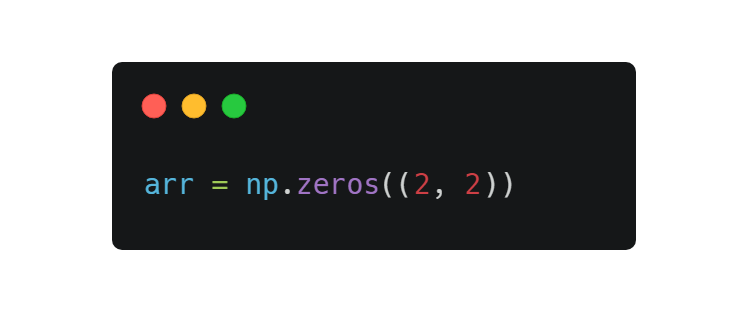 arr = np.zeros((2, 2))